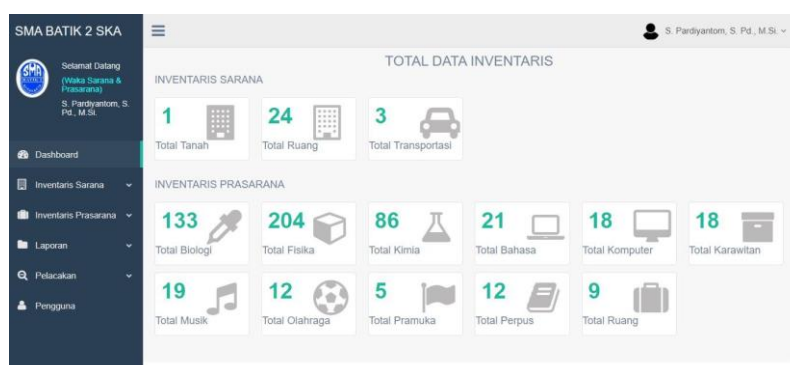 SMA BATIK 2 SKA
S. Pardiyantom, S. Pd., M.Si.
SMA
Selamat Datang
(Waka Sarana &
Prasarana)
S. Pardiyantom, S.
Pd., M.Si.
Dashboard
Inventaris Sarana
Inventaris Prasarana
Laporan
Pelacakan
Pengguna
TOTAL DATA INVENTARIS
INVENTARIS SARANA
1
Total Tanah
24
Total Ruang
3
Total Transportasi
INVENTARIS PRASARANA
133
Total Biologi
204
Total Fisika
86
Total Kimia
21
Total Bahasa
18
Total Komputer
18
Total Karawitan
19
Total Musik
12
Total Olahraga
5
Total Pramuka
12
Total Perpus
9
Total Ruang